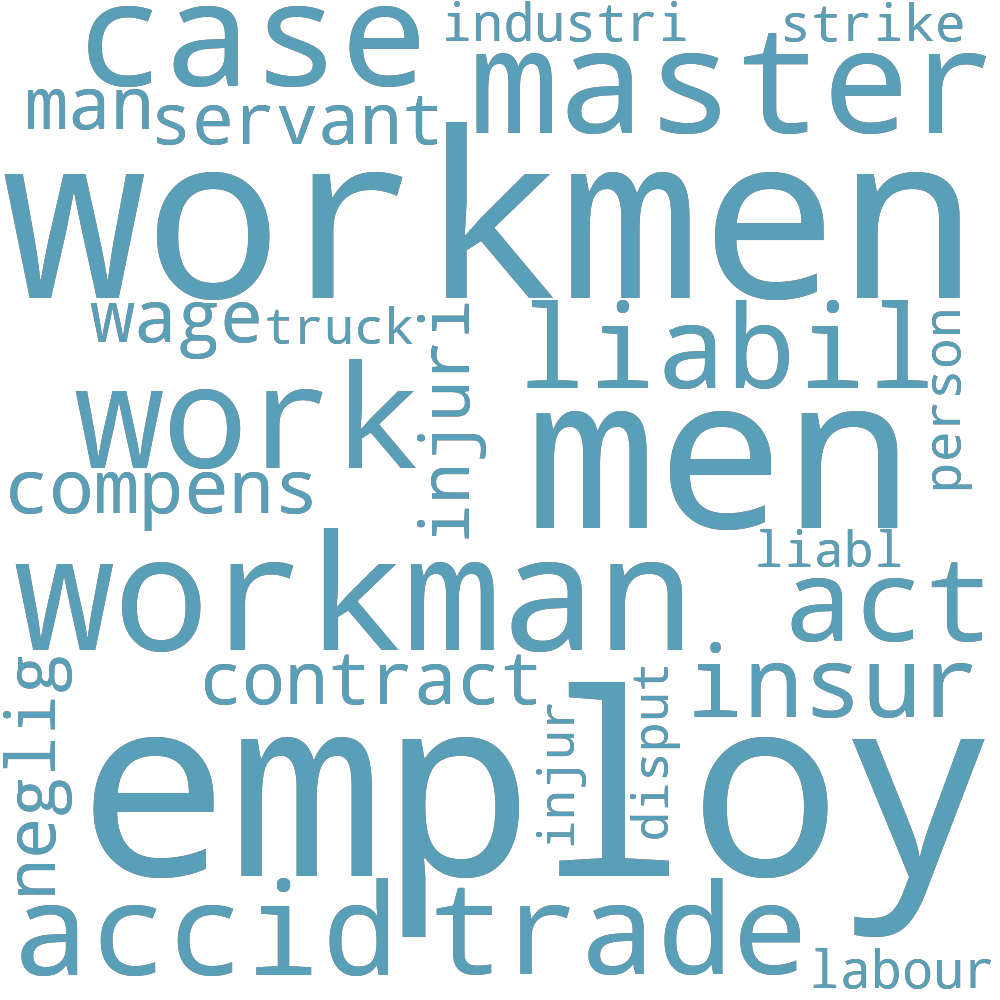 case
industri
strike
man
servant
master
workmen
wage
truck
injuri
liabil
person
work
men
compens
workman
liabl
act
neglig
contract
injur
disput
insur
employ
accid
trade
labour